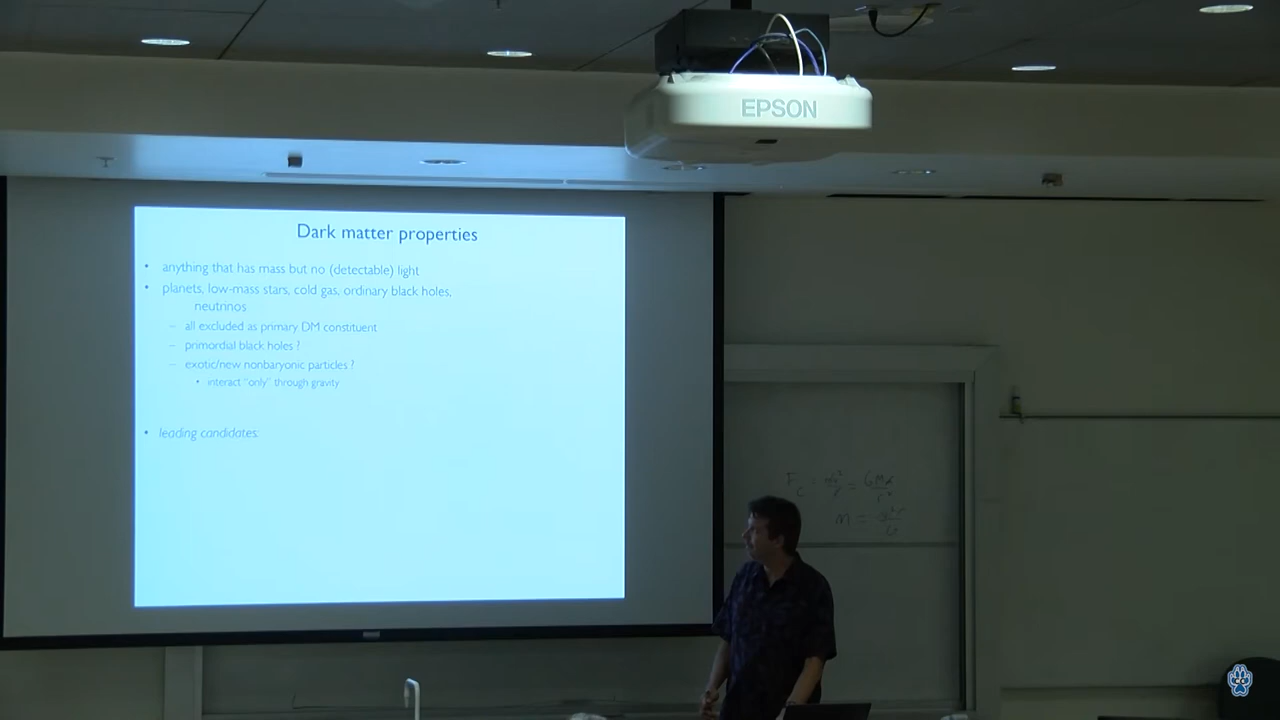 EPSON
Dark matter properties
• anything that has mass but no (detectable) light
• planets, low-mass stars, cold gas, ordinary black holes,
neutrinos
– all excluded as primary DM constituent
– primordial black holes ?
– exotic/new nonbaryonic particles ?
• interact "only" through gravity
• leading candidates: